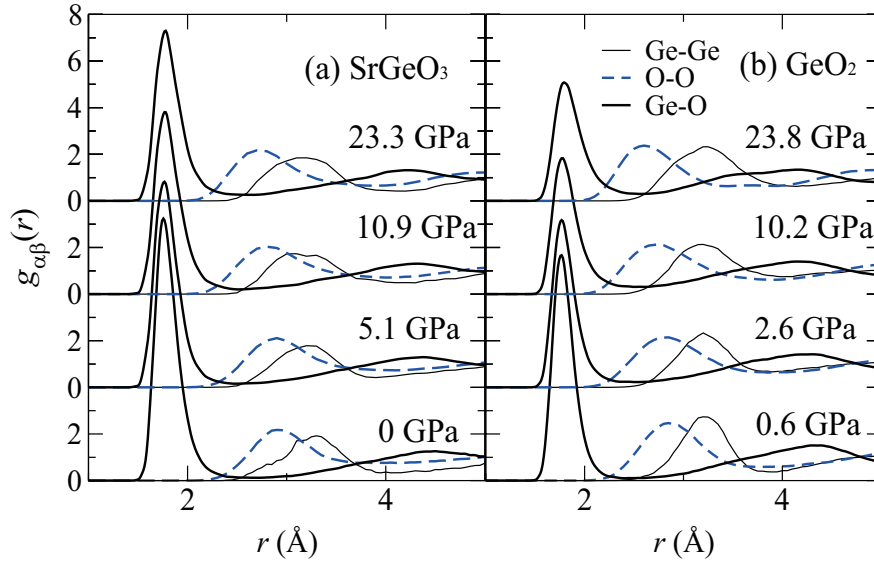 8
6
4
2
0
2
0
2
0
2
0
g_αβ(r)
(a) SrGeO₃
23.3 GPa
10.9 GPa
5.1 GPa
0 GPa
Ge-Ge
O-O
Ge-O
(b) GeO₂
23.8 GPa
10.2 GPa
2.6 GPa
0.6 GPa
2 4
2 4
r (Å)
r (Å)